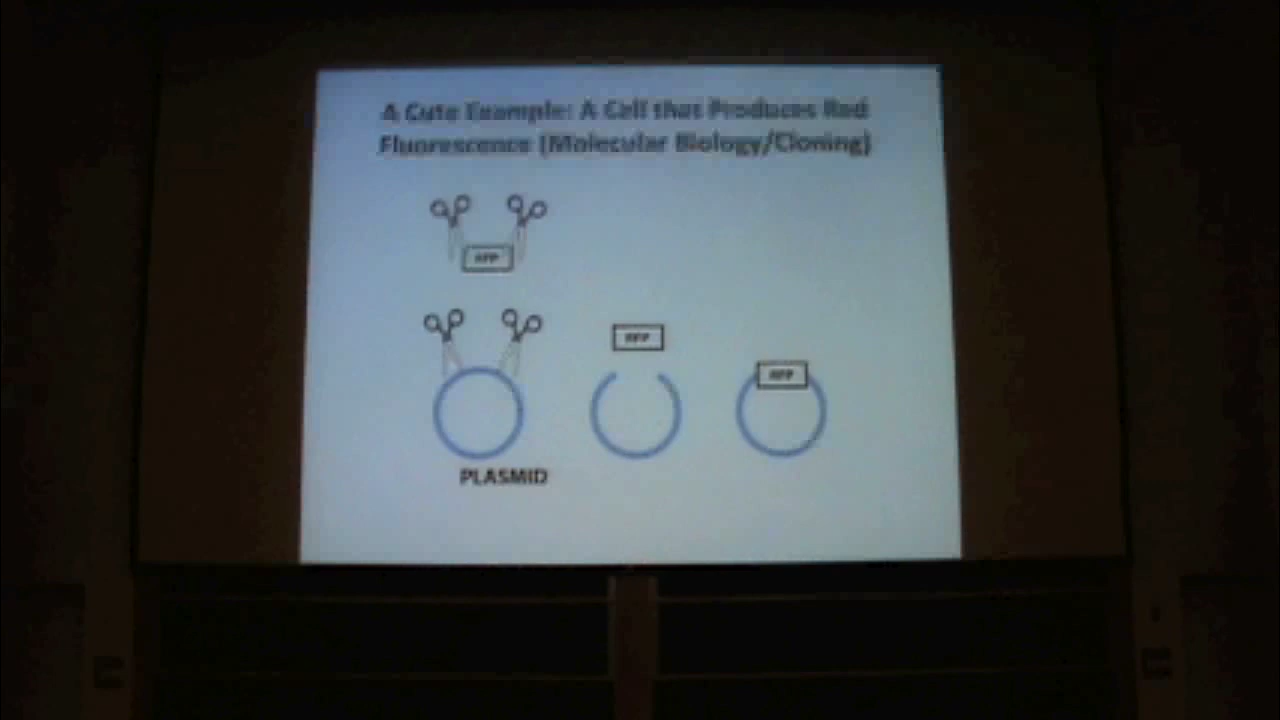 A Cute Example: A Cell that Produces Red
Fluorescence (Molecular Biology/Cloning)
RFP
RFP
RFP
PLASMID